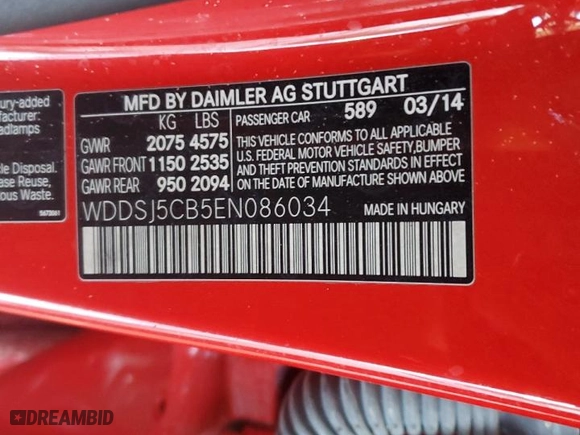 MFD BY DAIMLER AG STUTTGART
KG LBS
PASSENGER CAR 589 03/14
GVWR 2075 4575
GAWR FRONT 1150 2535
GAWR REAR 950 2094
THIS VEHICLE CONFORMS TO ALL APPLICABLE
U.S. FEDERAL MOTOR VEHICLE SAFETY,BUMPER
AND THEFT PREVENTION STANDARDS IN EFFECT
ON THE DATE OF MANUFACTURE SHOWN ABOVE
WDDSJ5CB5EN086034
MADE IN HUNGARY
ury-added
Disposal.
ase Reuse,
ous Waste.
DREAMBID